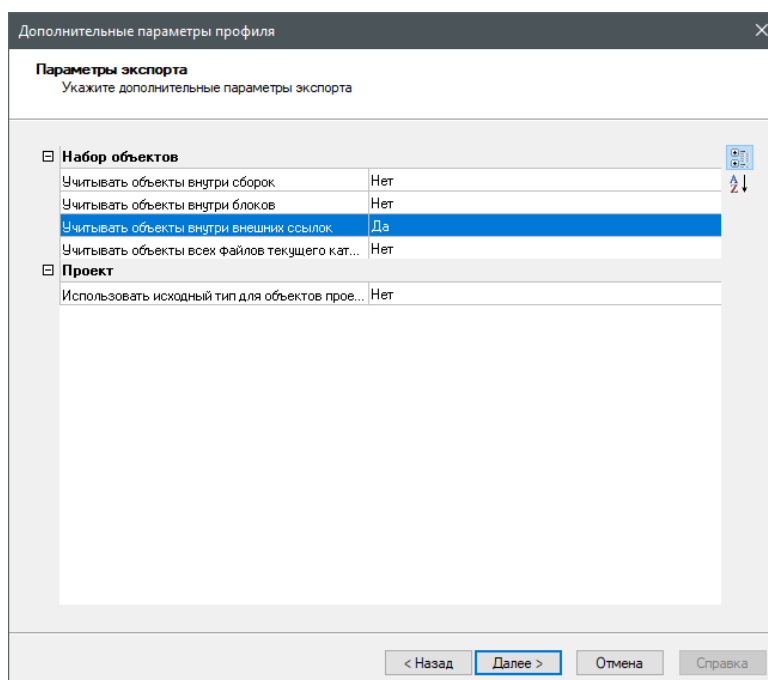 Дополнительные параметры профиля
Параметры экспорта
Укажите дополнительные параметры экспорта
Набор объектов
Учитывать объекты внутри сборок Нет
Учитывать объекты внутри блоков Нет
Учитывать объекты внутри внешних ссылок Да
Учитывать объекты всех файлов текущего кат... Нет
Проект
Использовать исходный тип для объектов прое... Нет
< Назад Далее > Отмена Справка